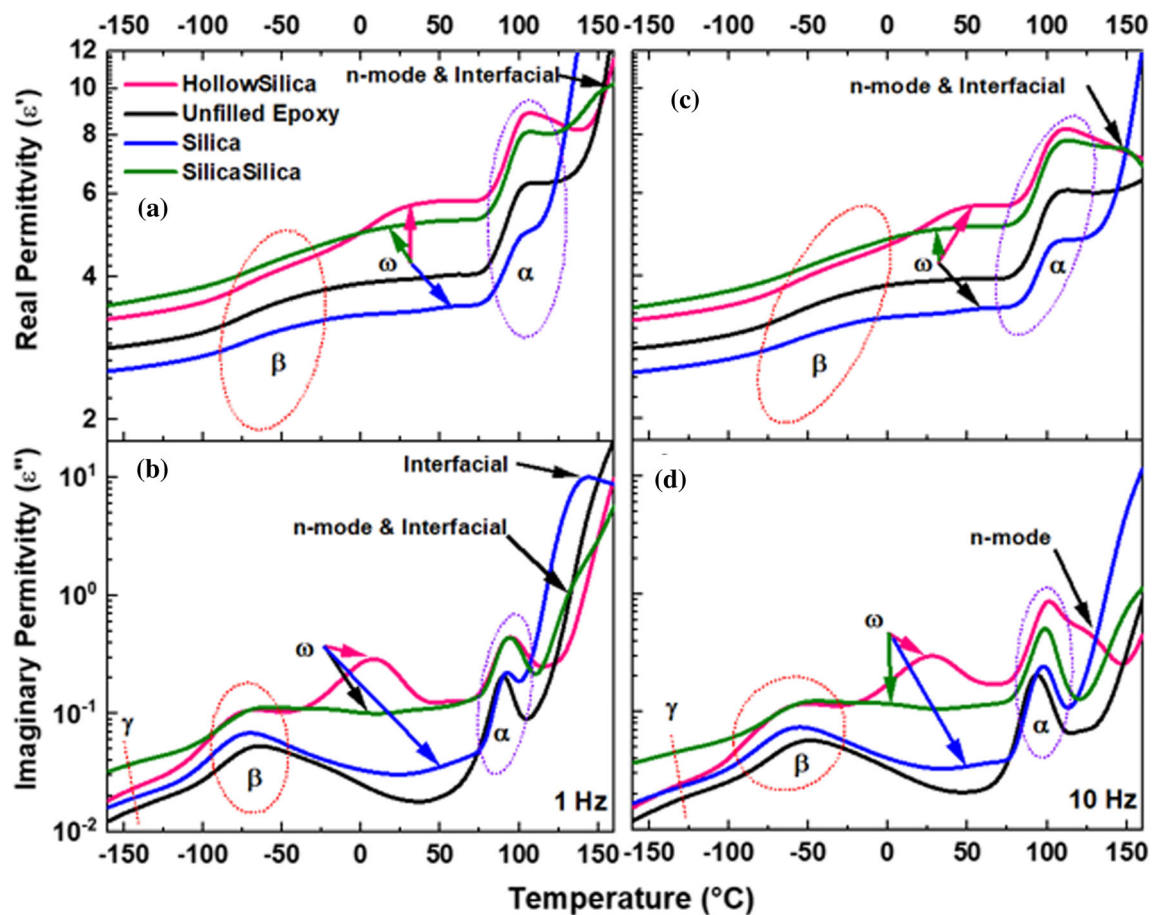 -150 -100 -50 0 50 100 150 -150 -100 -50 0 50 100 150
12
10
8
6
4
2
Real Permittvity (ε')
HollowSilica
Unfilled Epoxy
Silica
SilicaSilica
n-mode & Interfacial
(a)
ω
α
β
n-mode & Interfacial
(c)
ω
α
β
Imaginary Permitvitty (ε")
10¹
10⁰
10⁻¹
10⁻²
(b)
Interfacial
n-mode & Interfacial
ω
γ
β
α
1 Hz
(d)
n-mode
ω
γ
β
α
10 Hz
-150 -100 -50 0 50 100 150 -150 -100 -50 0 50 100 150
Temperature (°C)